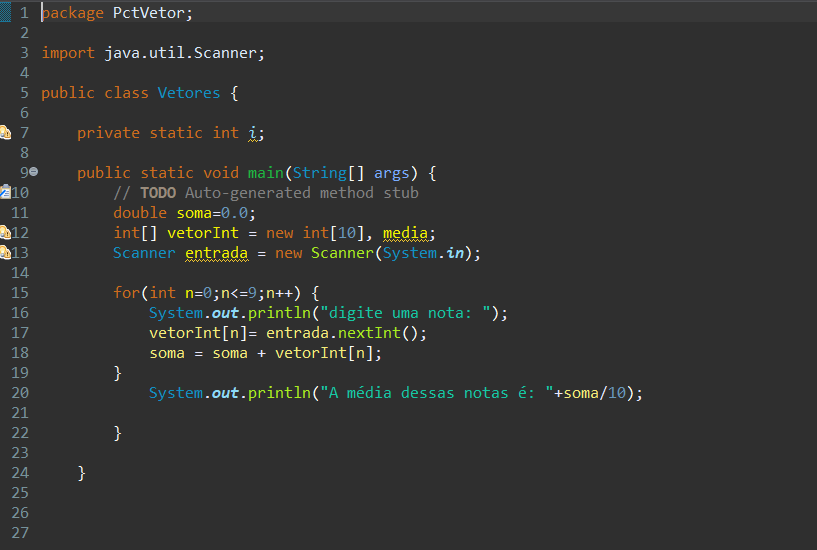 1 package PctVetor;
2
3 import java.util.Scanner;
4
5 public class Vetores {
6
7     private static int i;
8
9     public static void main(String[] args) {
10         // TODO Auto-generated method stub
11         double soma=0.0;
12         int[] vetorInt = new int[10], media;
13         Scanner entrada = new Scanner(System.in);
14
15         for(int n=0;n<=9;n++) {
16             System.out.println("digite uma nota: ");
17             vetorInt[n]= entrada.nextInt();
18             soma = soma + vetorInt[n];
19         }
20             System.out.println("A média dessas notas é: "+soma/10);
21
22         }
23
24     }
25
26
27